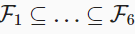 ℱ₁ ⊆ … ⊆ ℱ₆